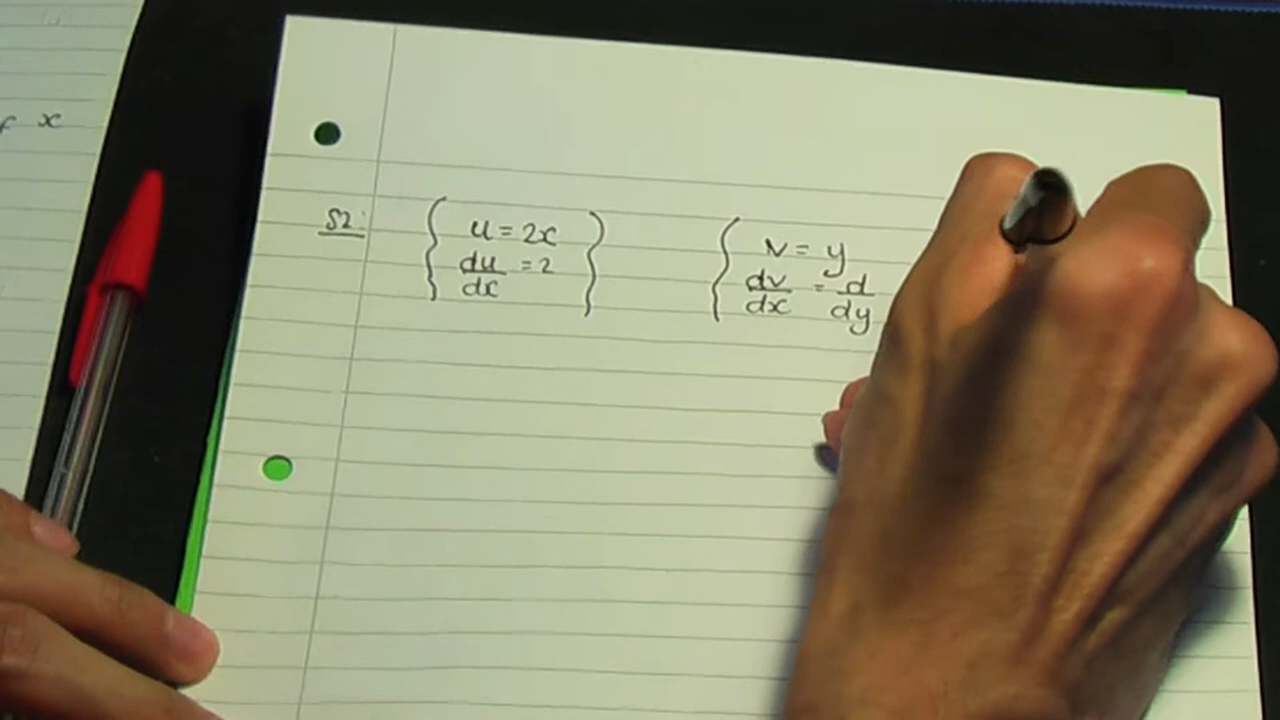 x
S2:
u = 2x
du/dx = 2
v = y
dv/dx = d/dy